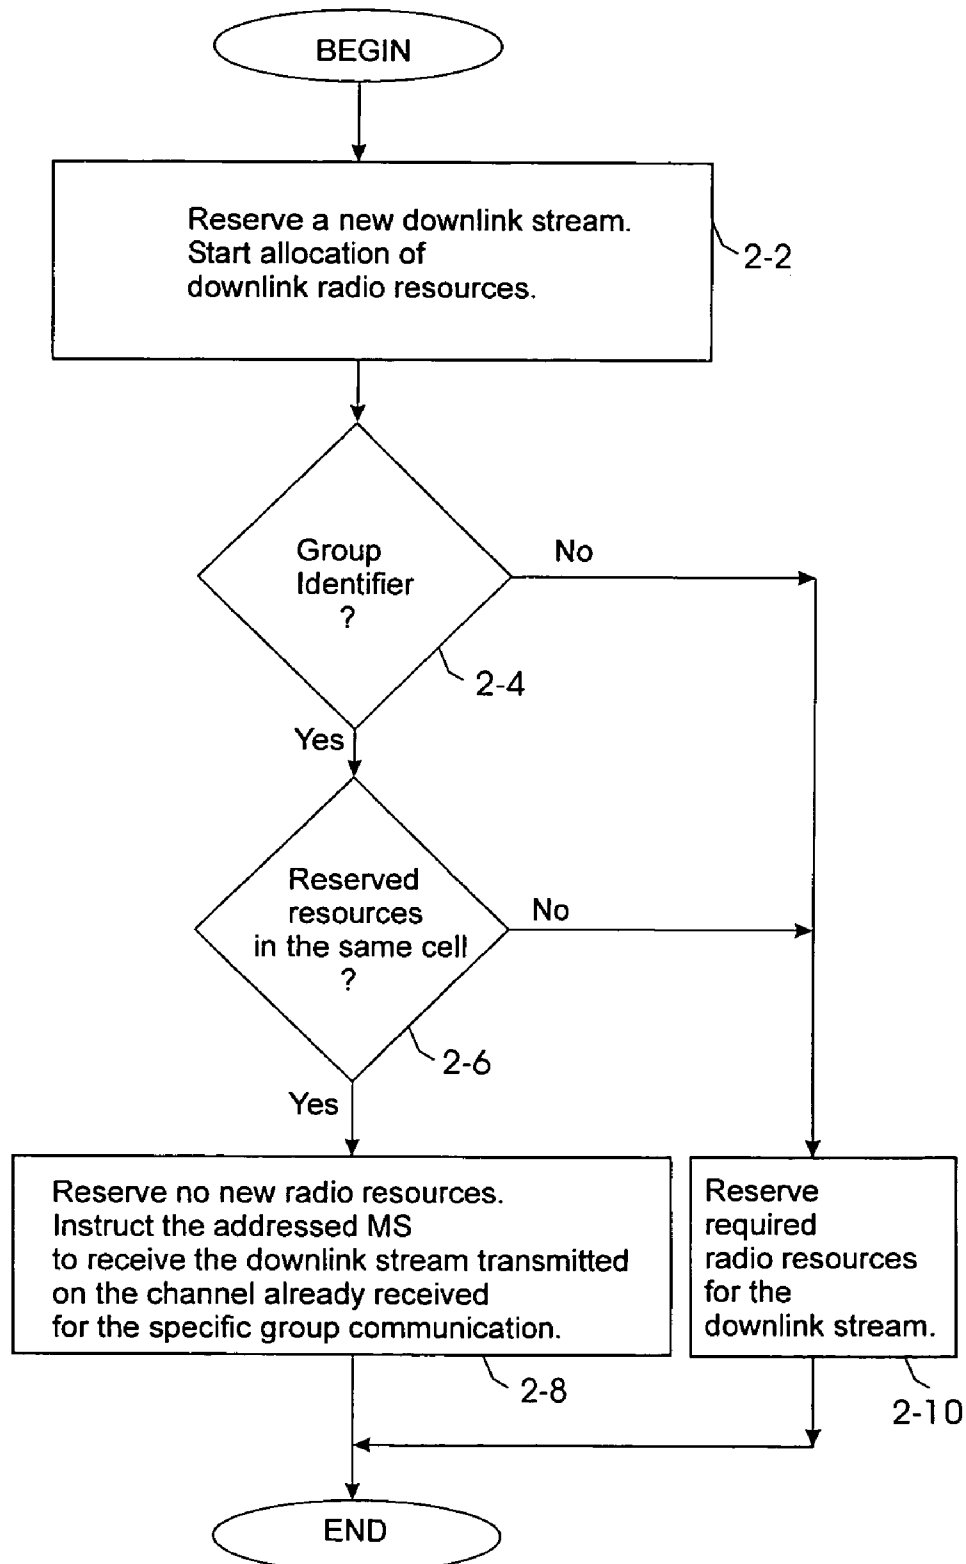 BEGIN
Reserve a new downlink stream.
Start allocation of
downlink radio resources.
2-2
Group
Identifier
?
No
2-4
Yes
Reserved
resources
in the same cell
?
No
2-6
Yes
Reserve no new radio resources.
Instruct the addressed MS
to receive the downlink stream transmitted
on the channel already received
for the specific group communication.
2-8
Reserve
required
radio resources
for the
downlink stream.
2-10
END